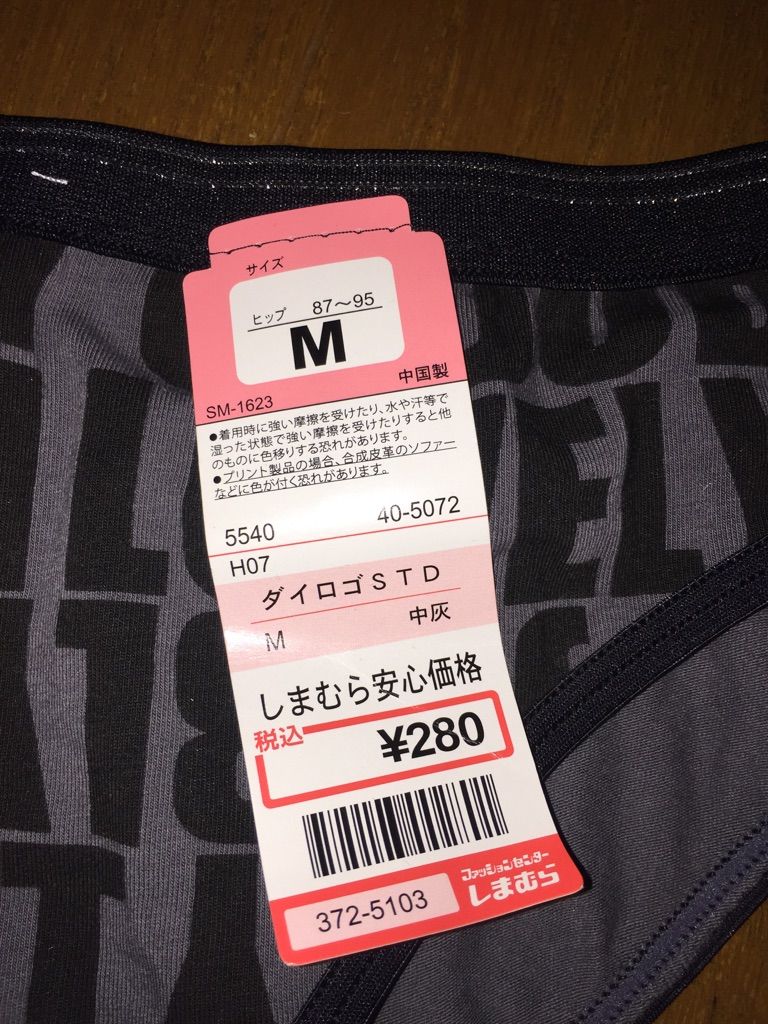 サイズ
ヒップ 87～95
M
中国製
SM-1623
●着用時に強い摩擦を受けたり、水や汗等で
湿った状態で強い摩擦を受けたりすると他
のものに色移りする恐れがあります。
●プリント製品の場合、合成皮革のソファー
などに色が付く恐れがあります。
5540 40-5072
H07
ダイロゴSTD
M 中灰
しまむら安心価格
税込
¥280
372-5103
ファッションセンター
しまむら